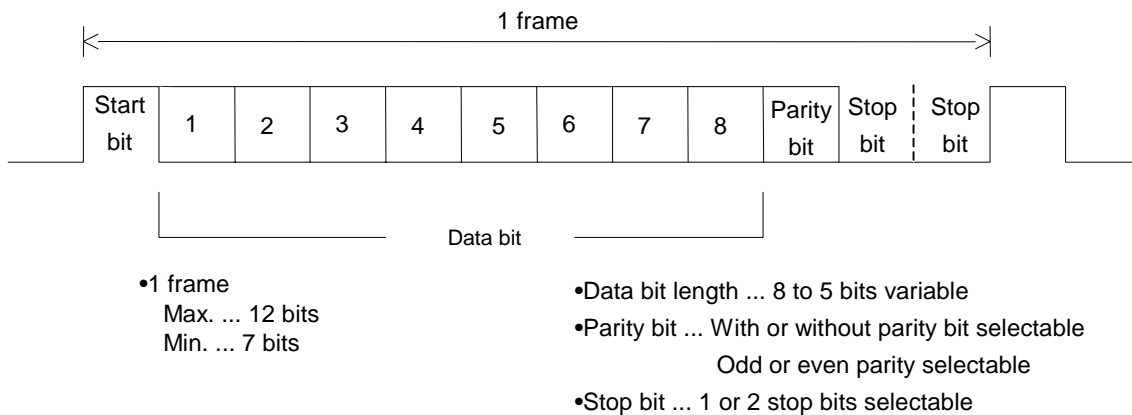 1 frame
Start bit
1 2 3 4 5 6 7 8
Parity bit
Stop bit
Stop bit
Data bit
•1 frame
Max. ... 12 bits
Min. ... 7 bits
•Data bit length ... 8 to 5 bits variable
•Parity bit ... With or without parity bit selectable
Odd or even parity selectable
•Stop bit ... 1 or 2 stop bits selectable